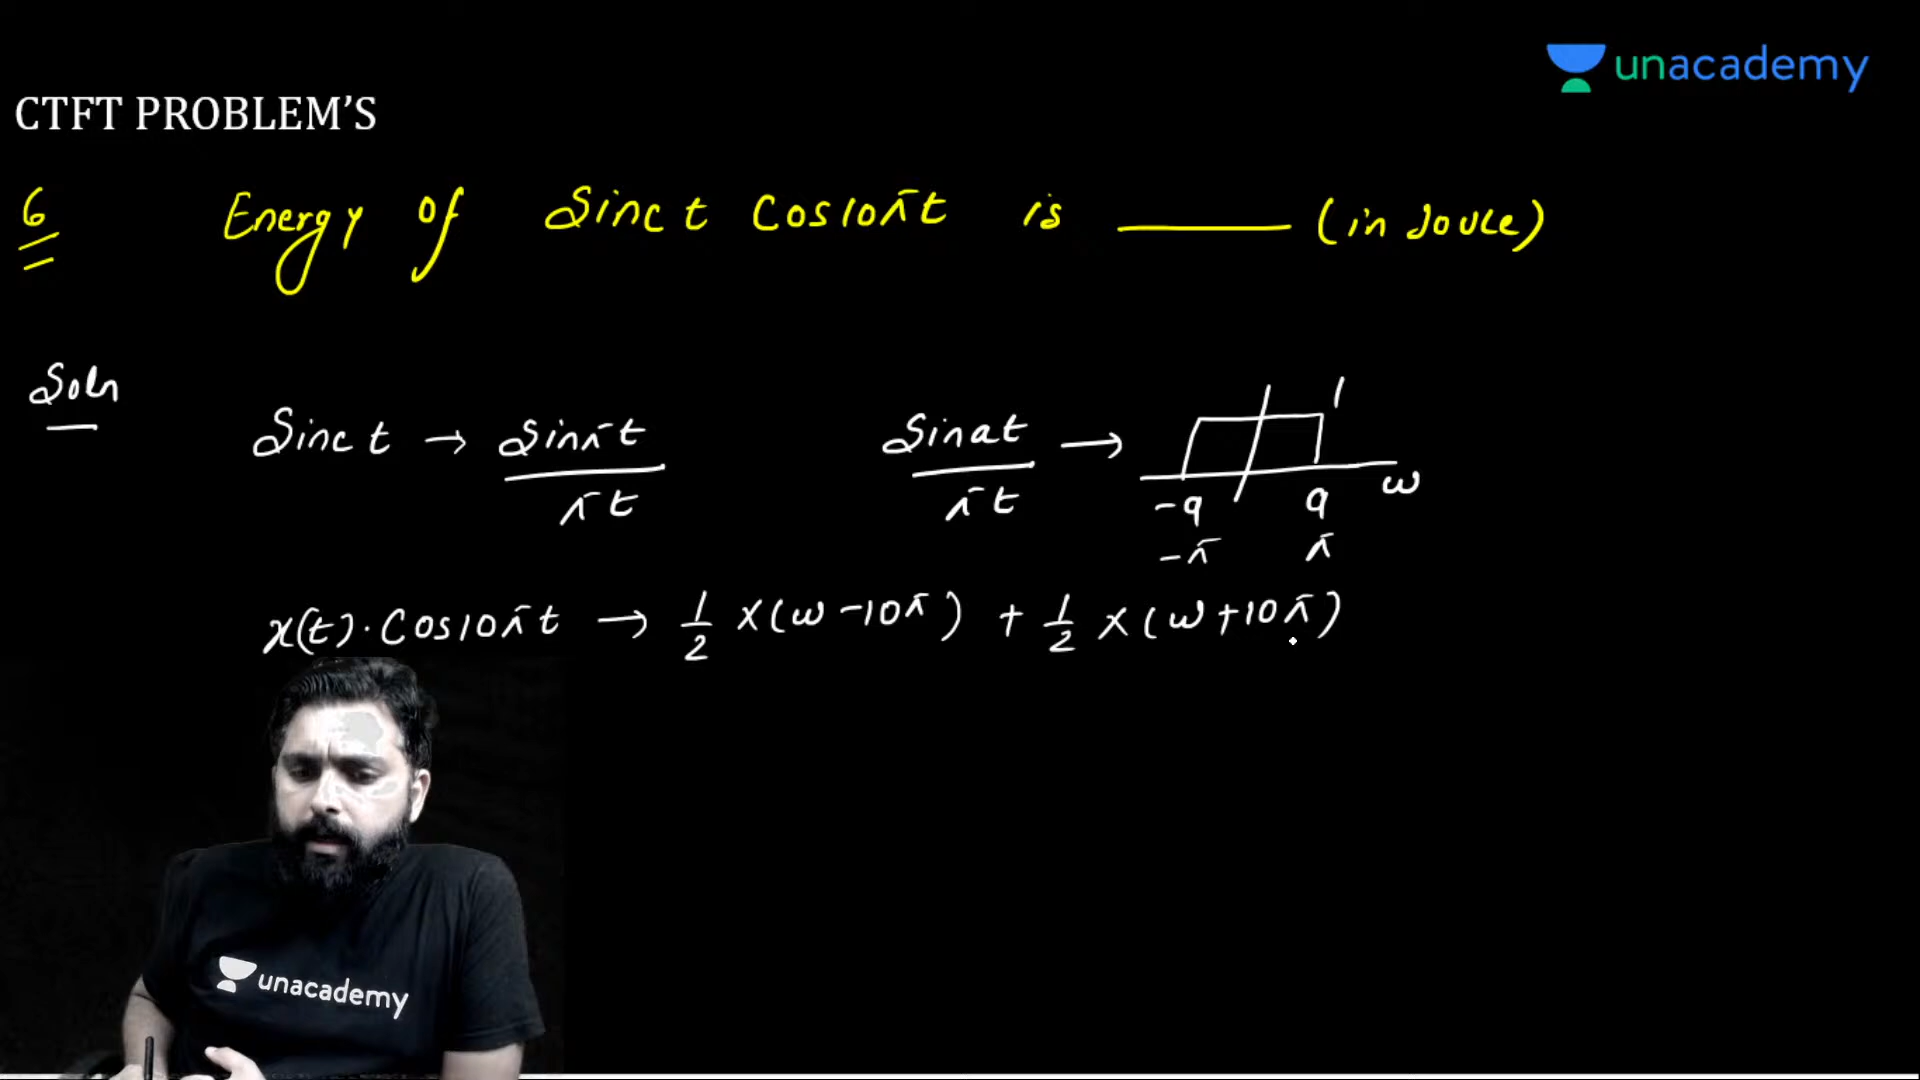 unacademy
CTFT PROBLEM'S
6 Energy of Sinc t Cos10πt is ______ (in Joule)
Soln
Sinc t → Sinπt / πt    Sinat / πt → 1
-a a ω
-π π
x(t).Cos10πt → 1/2 X(ω-10π) + 1/2 X(ω+10π)
unacademy